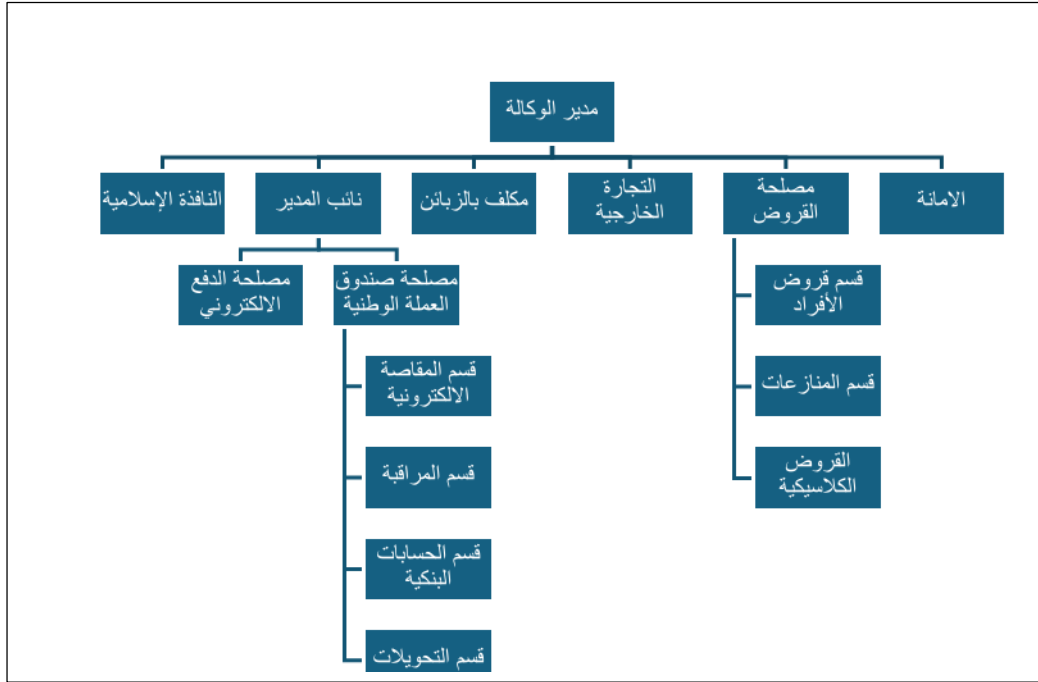 مدير الوكالة
الامانة
مصلحة
القروض
التجارة
الخارجية
مكلف بالزبائن
نائب المدير
النافذة الإسلامية
قسم قروض
الأفراد
مصلحة صندوق
العملة الوطنية
مصلحة الدفع
الالكتروني
قسم المنازعات
قسم المقاصة
الالكترونية
القروض
الكلاسيكية
قسم المراقبة
قسم الحسابات
البنكية
قسم التحويلات